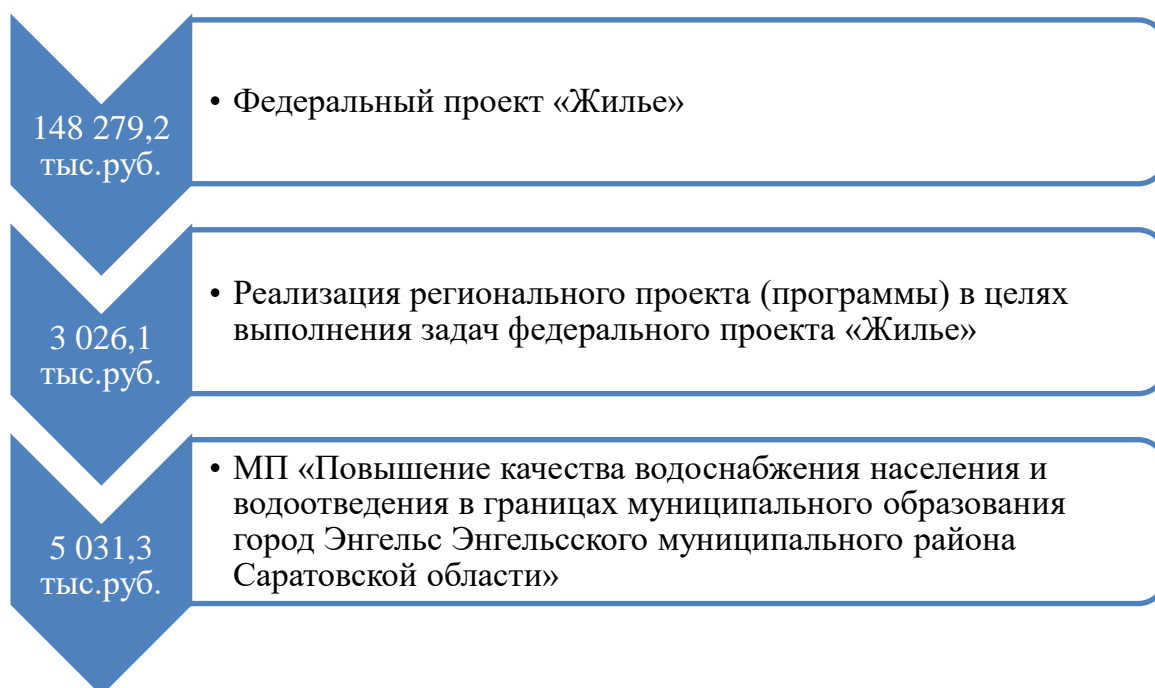 148 279,2
тыс.руб.
• Федеральный проект «Жилье»
3 026,1
тыс.руб.
• Реализация регионального проекта (программы) в целях
выполнения задач федерального проекта «Жилье»
5 031,3
тыс.руб.
• МП «Повышение качества водоснабжения населения и
водоотведения в границах муниципального образования
город Энгельс Энгельсского муниципального района
Саратовской области»